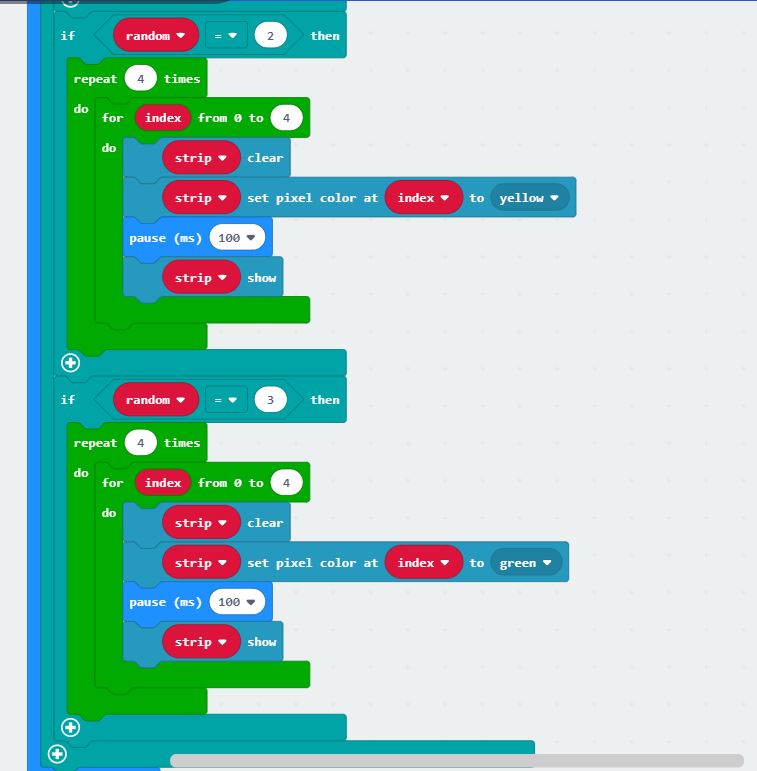 if random = 2 then
repeat 4 times
do for index from 0 to 4
do strip clear
strip set pixel color at index to yellow
pause (ms) 100
strip show
if random = 3 then
repeat 4 times
do for index from 0 to 4
do strip clear
strip set pixel color at index to green
pause (ms) 100
strip show